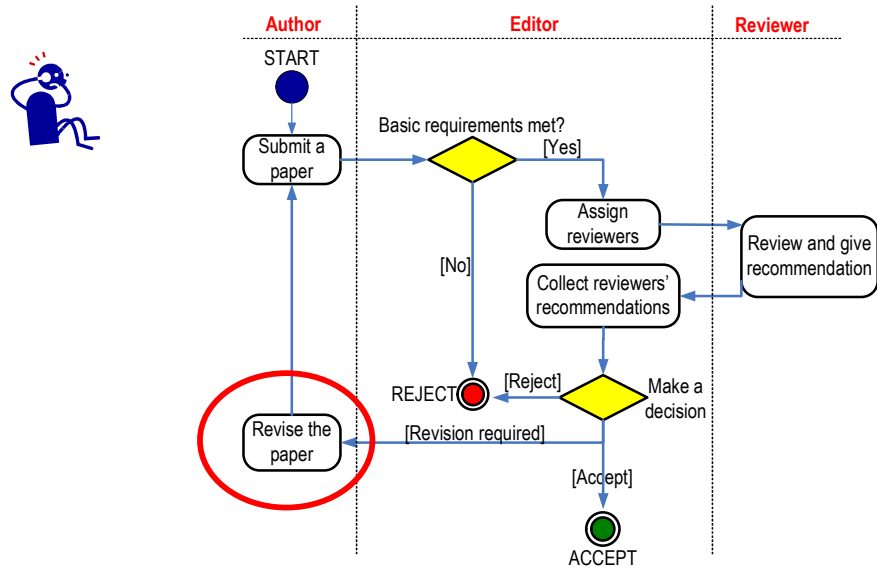 Author
Editor
Reviewer
START
Basic requirements met?
Submit a
paper
[Yes]
Assign
reviewers
Review and give
recommendation
[No]
Collect reviewers'
recommendations
REJECT
[Reject]
Make a
decision
Revise the
paper
[Revision required]
[Accept]
ACCEPT